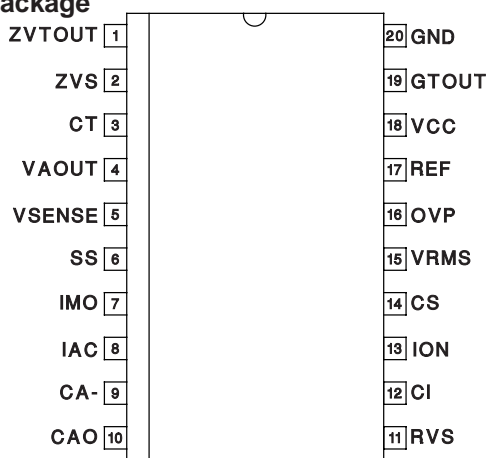 ackage
ZVTOUT 1
ZVS 2
CT 3
VAOUT 4
VSENSE 5
SS 6
IMO 7
IAC 8
CA- 9
CAO 10
20 GND
19 GTOUT
18 VCC
17 REF
16 OVP
15 VRMS
14 CS
13 ION
12 CI
11 RVS